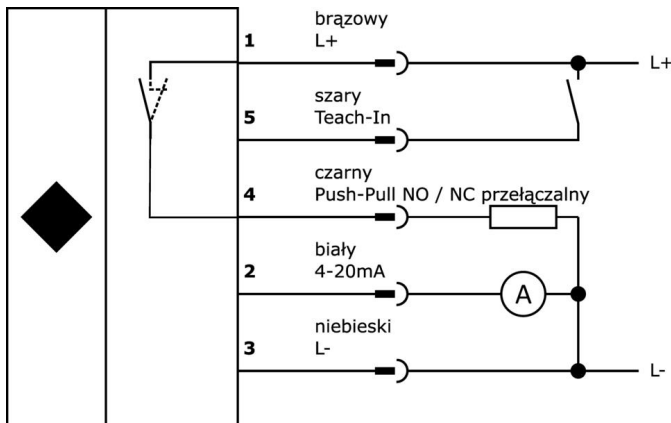 brązowy
1 L+
L+
szary
5 Teach-In
czarny
4 Push-Pull NO / NC przełączalny
biały
2 4-20mA
A
niebieski
3 L-
L-